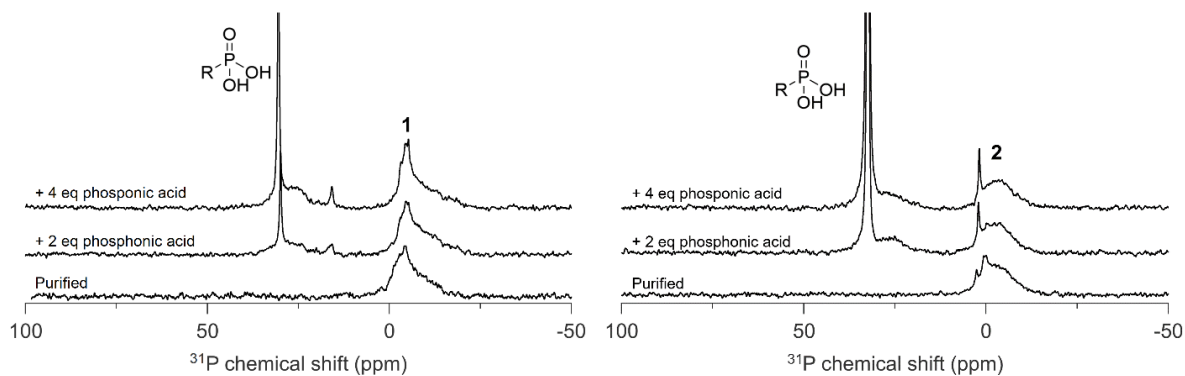 O
R P OH
OH
1
+ 4 eq phosponic acid
+ 2 eq phosphonic acid
Purified
100 50 0 -50
³¹P chemical shift (ppm)
O
R P OH
OH
2
+ 4 eq phosponic acid
+ 2 eq phosphonic acid
Purified
100 50 0 -50
³¹P chemical shift (ppm)